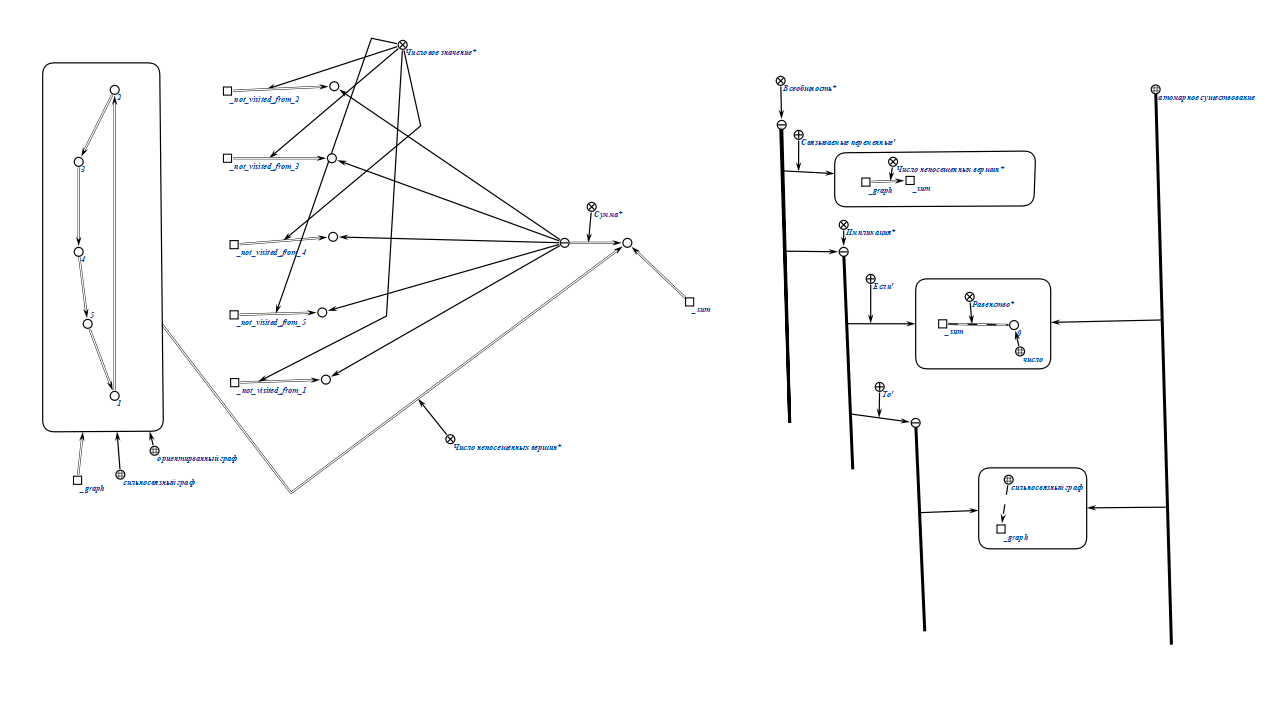 Числовое значение*
2
_not_visited_from_2
3
_not_visited_from_3
4
_not_visited_from_4
5
_not_visited_from_5
1
_not_visited_from_1
Сумма*
_sum
Число непосещенных вершин*
ориентированный граф
сильносвязный граф
_graph
Всеобщность*
атомарное существование
Связываемые переменные'
Число непосещенных вершин*
_graph
_sum
Импликация*
Если'
Равенство*
_sum
0
число
То'
сильносвязный граф
_graph